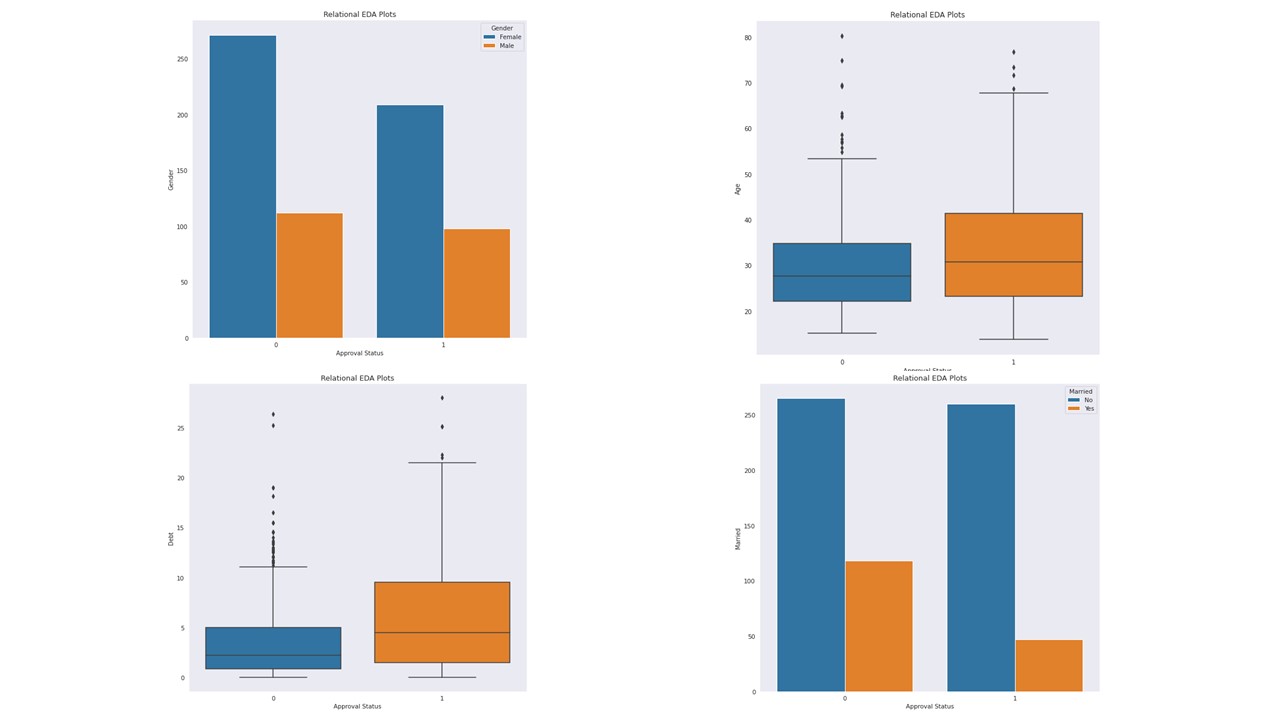 Relational EDA Plots
Gender
Female
Male
250
200
150
100
50
0
Gender
0 1
Approval Status
Relational EDA Plots
80
70
60
50
40
30
20
Age
0 1
Approval Status
Relational EDA Plots
25
20
15
10
5
0
Debt
0 1
Approval Status
Relational EDA Plots
Married
No
Yes
250
200
150
100
50
0
Married
0 1
Approval Status